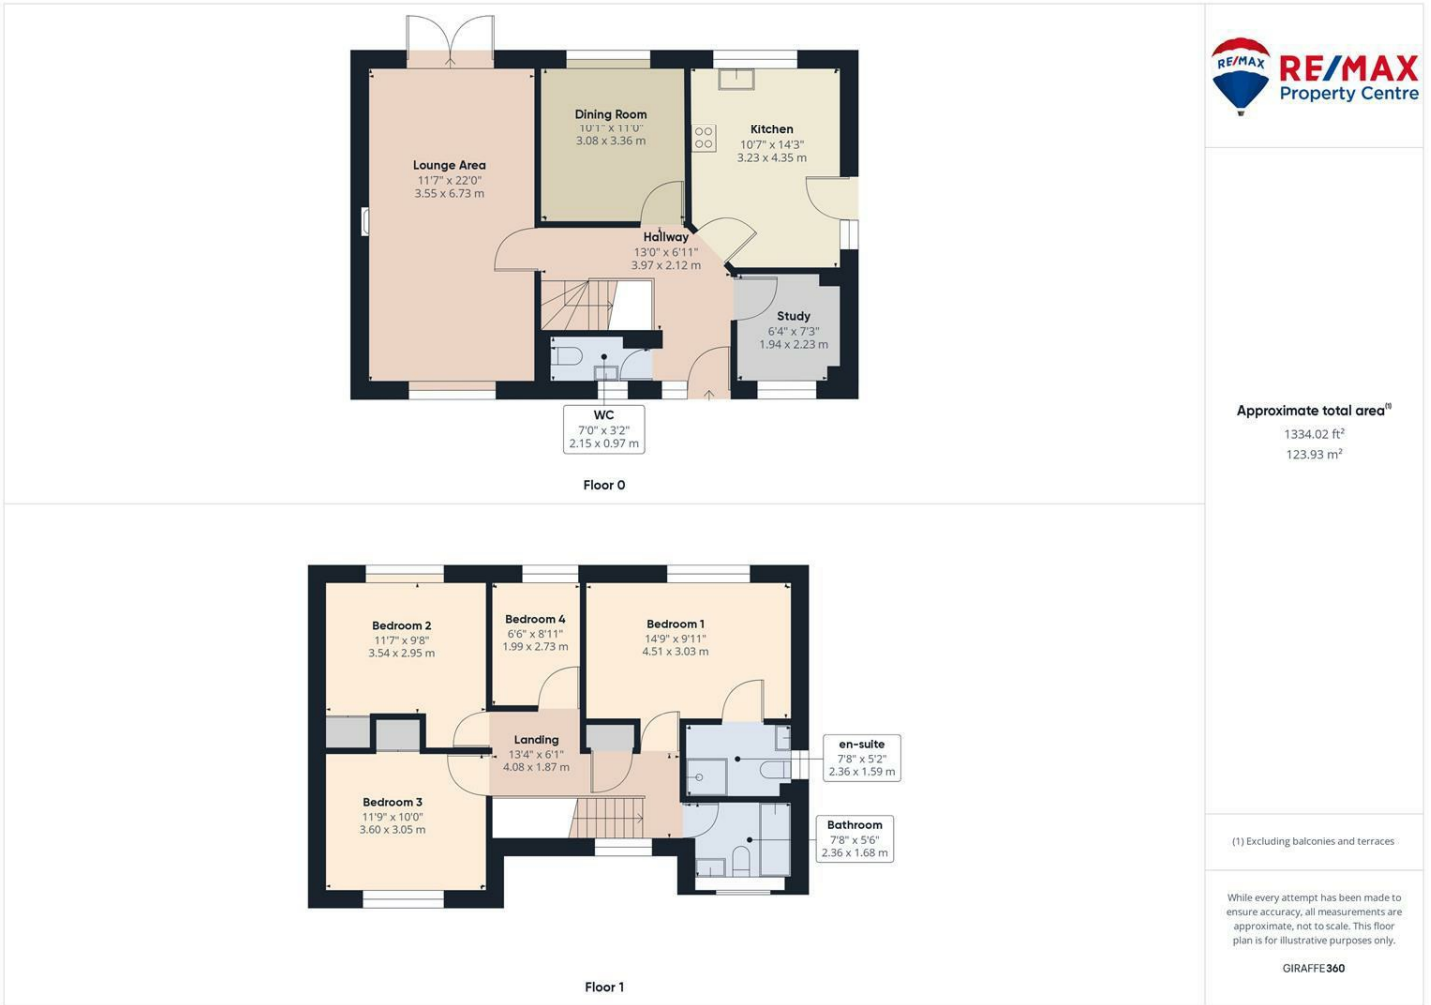 Lounge Area
11'7" x 22'0"
3.55 x 6.73 m
Dining Room
10'1" x 11'0"
3.08 x 3.36 m
Kitchen
10'7" x 14'3"
3.23 x 4.35 m
Hallway
13'0" x 6'11"
3.97 x 2.12 m
Study
6'4" x 7'3"
1.94 x 2.23 m
WC
7'0" x 3'2"
2.15 x 0.97 m
Floor 0
Bedroom 2
11'7" x 9'8"
3.54 x 2.95 m
Bedroom 4
6'6" x 8'11"
1.99 x 2.73 m
Bedroom 1
14'9" x 9'11"
4.51 x 3.03 m
Landing
13'4" x 6'1"
4.08 x 1.87 m
en-suite
7'8" x 5'2"
2.36 x 1.59 m
Bedroom 3
11'9" x 10'0"
3.60 x 3.05 m
Bathroom
7'8" x 5'6"
2.36 x 1.68 m
Floor 1
RE/MAX
RE/MAX
Property Centre
Approximate total area(1)
1334.02 ft²
123.93 m²
(1) Excluding balconies and terraces
While every attempt has been made to
ensure accuracy, all measurements are
approximate, not to scale. This floor
plan is for illustrative purposes only.
GIRAFFE360